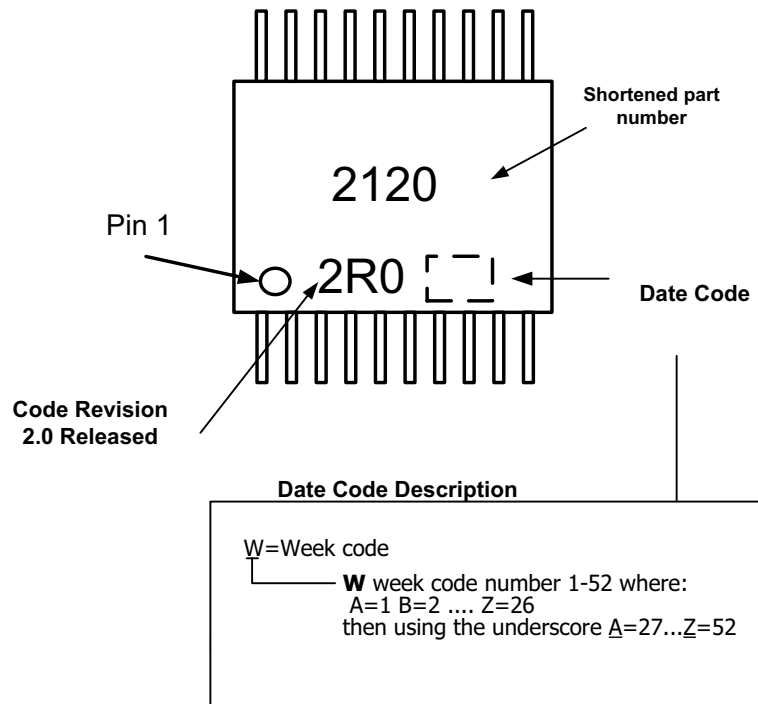 Shortened part
number
2120
Pin 1
2R0
Date Code
Code Revision
2.0 Released
Date Code Description
W=Week code
W week code number 1-52 where:
A=1 B=2 .... Z=26
then using the underscore A=27...Z=52